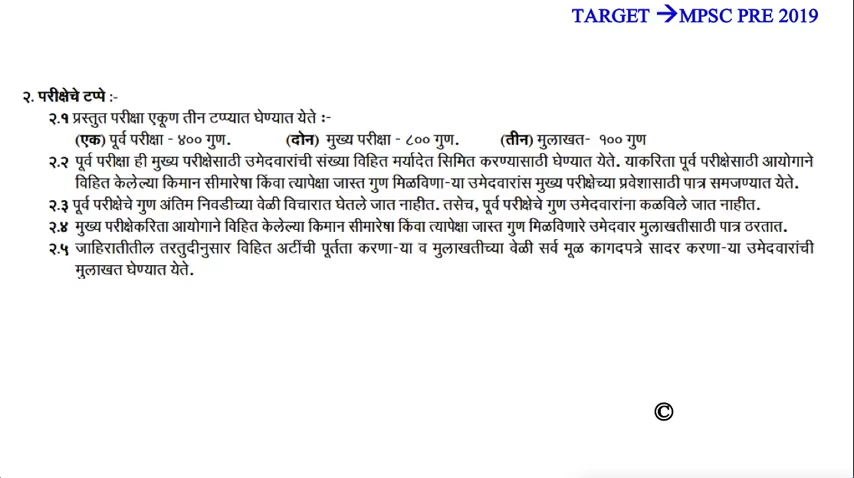 TARGET →MPSC PRE 2019
२. परीक्षेचे टप्पे :-
२.१ प्रस्तुत परीक्षा एकूण तीन टप्प्यात घेण्यात येते :-
(एक) पूर्व परीक्षा - ४०० गुण. (दोन) मुख्य परीक्षा - ८०० गुण. (तीन) मुलाखत- १०० गुण
२.२ पूर्व परीक्षा ही मुख्य परीक्षेसाठी उमेदवारांची संख्या विहित मर्यादेत सिमित करण्यासाठी घेण्यात येते. याकरिता पूर्व परीक्षेसाठी आयोगाने
विहित केलेल्या किमान सीमारेषा किंवा त्यापेक्षा जास्त गुण मिळविणा-या उमेदवारांस मुख्य परीक्षेच्या प्रवेशासाठी पात्र समजण्यात येते.
२.३ पूर्व परीक्षेचे गुण अंतिम निवडीच्या वेळी विचारात घेतले जात नाहीत. तसेच, पूर्व परीक्षेचे गुण उमेदवारांना कळविले जात नाहीत.
२.४ मुख्य परीक्षेकरिता आयोगाने विहित केलेल्या किमान सीमारेषा किंवा त्यापेक्षा जास्त गुण मिळविणारे उमेदवार मुलाखतीसाठी पात्र ठरतात.
२.५ जाहिरातीतील तरतुदीनुसार विहित अटींची पूर्तता करणा-या व मुलाखतीच्या वेळी सर्व मूळ कागदपत्रे सादर करणा-या उमेदवारांची
मुलाखत घेण्यात येते.
©